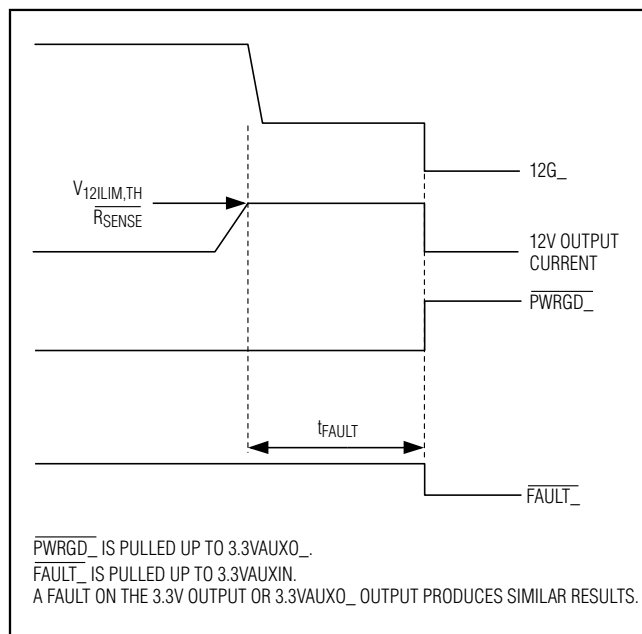 12G_
V12ILIM,TH
RSENSE
12V OUTPUT
CURRENT
PWRGD_
tFAULT
FAULT_
PWRGD_ IS PULLED UP TO 3.3VAUXO_.
FAULT_ IS PULLED UP TO 3.3VAUXIN.
A FAULT ON THE 3.3V OUTPUT OR 3.3VAUXO_ OUTPUT PRODUCES SIMILAR RESULTS.